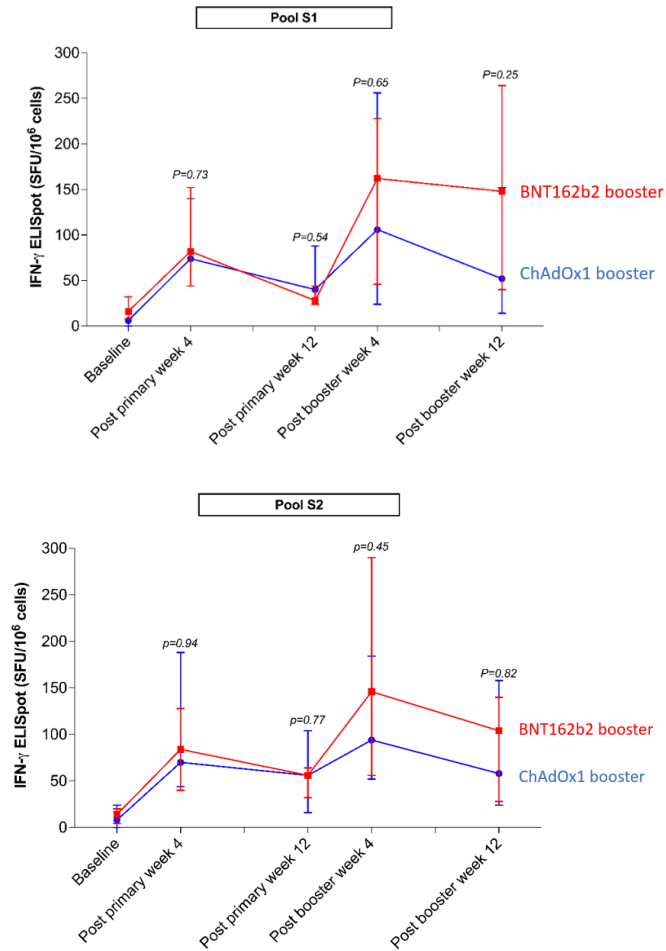 Pool S1
IFN-γ ELISpot (SFU/10⁶ cells)
300
250
200
150
100
50
0
P=0.73
P=0.54
P=0.65
P=0.25
BNT162b2 booster
ChAdOx1 booster
Baseline
Post primary week 4
Post primary week 12
Post booster week 4
Post booster week 12
Pool S2
IFN-γ ELISpot (SFU/10⁶ cells)
300
250
200
150
100
50
0
p=0.94
p=0.77
p=0.45
P=0.82
BNT162b2 booster
ChAdOx1 booster
Baseline
Post primary week 4
Post primary week 12
Post booster week 4
Post booster week 12